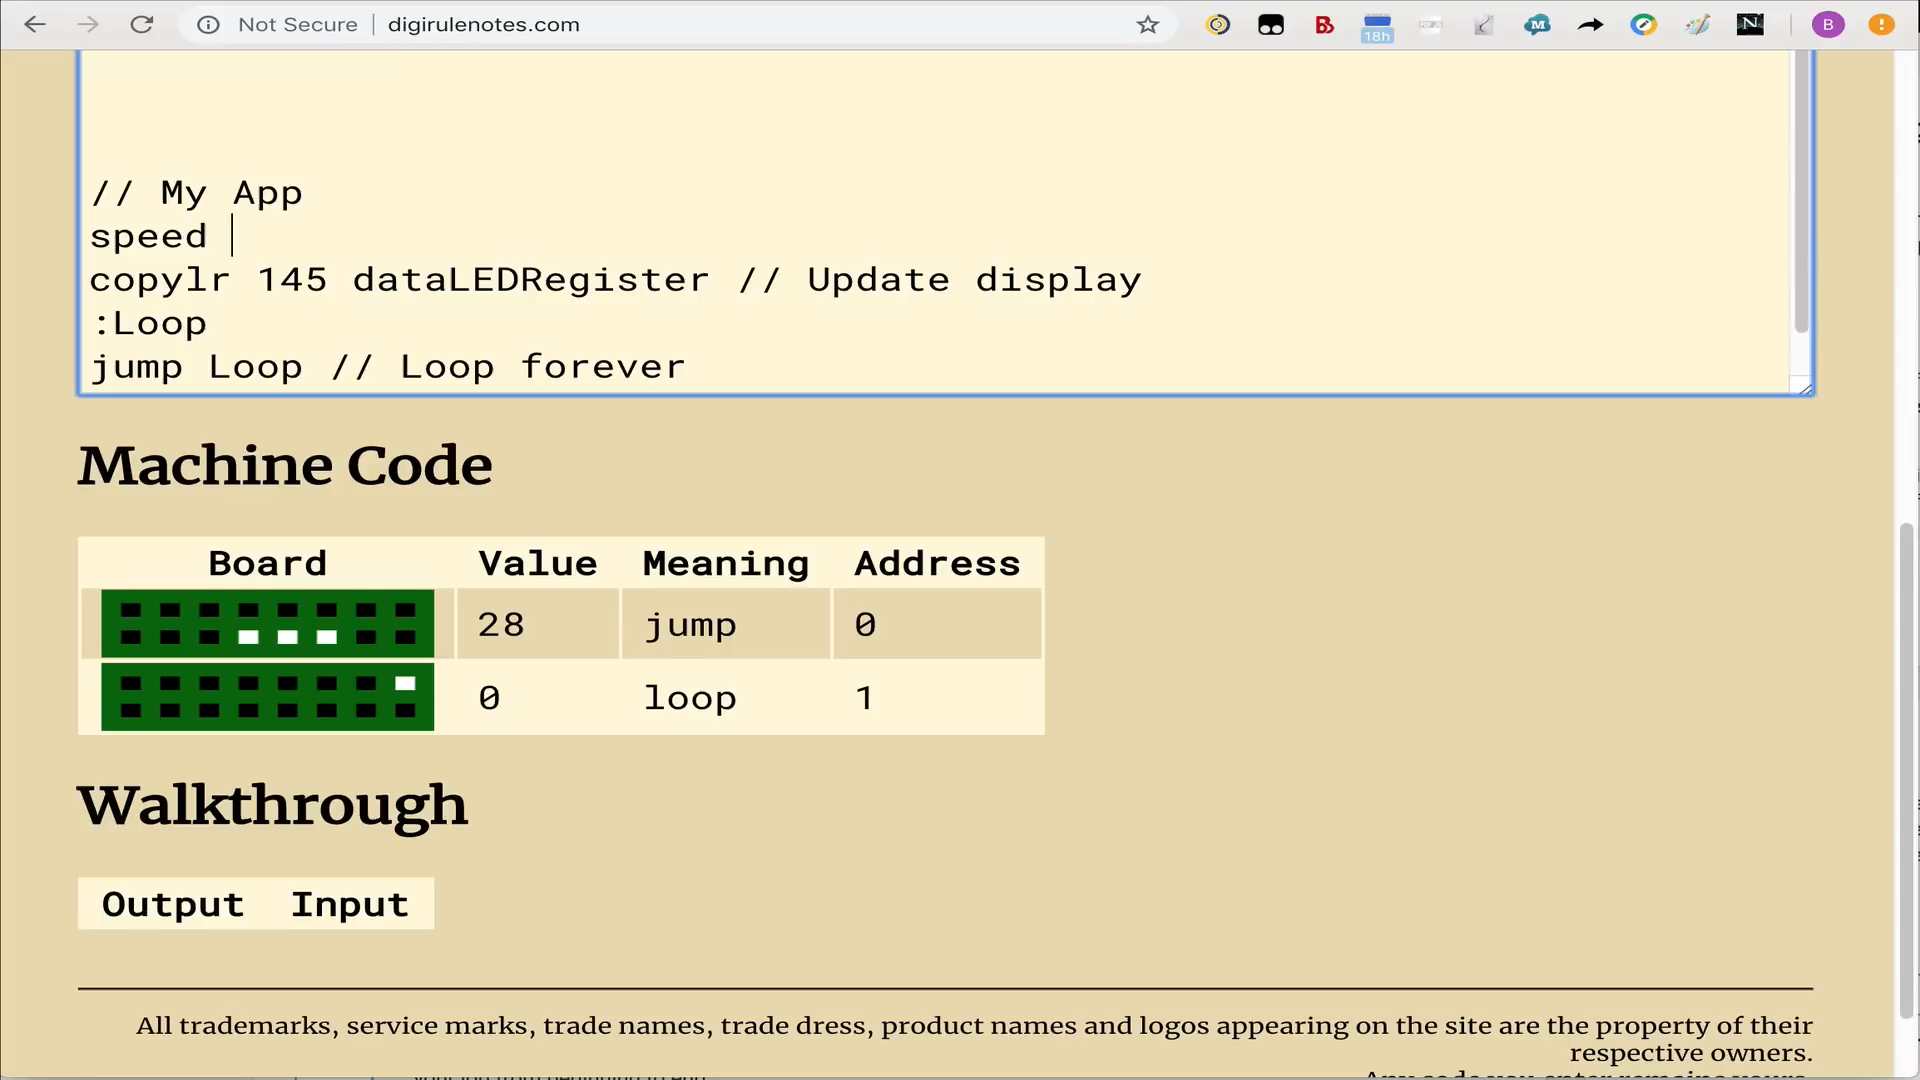 Not Secure
digirulenotes.com
18h
B
// My App
speed
copylr 145 dataLEDRegister // Update display
:Loop
jump Loop // Loop forever
Machine Code
Board Value Meaning Address
28 jump 0
0 loop 1
Walkthrough
Output Input
All trademarks, service marks, trade names, trade dress, product names and logos appearing on the site are the property of their
respective owners.